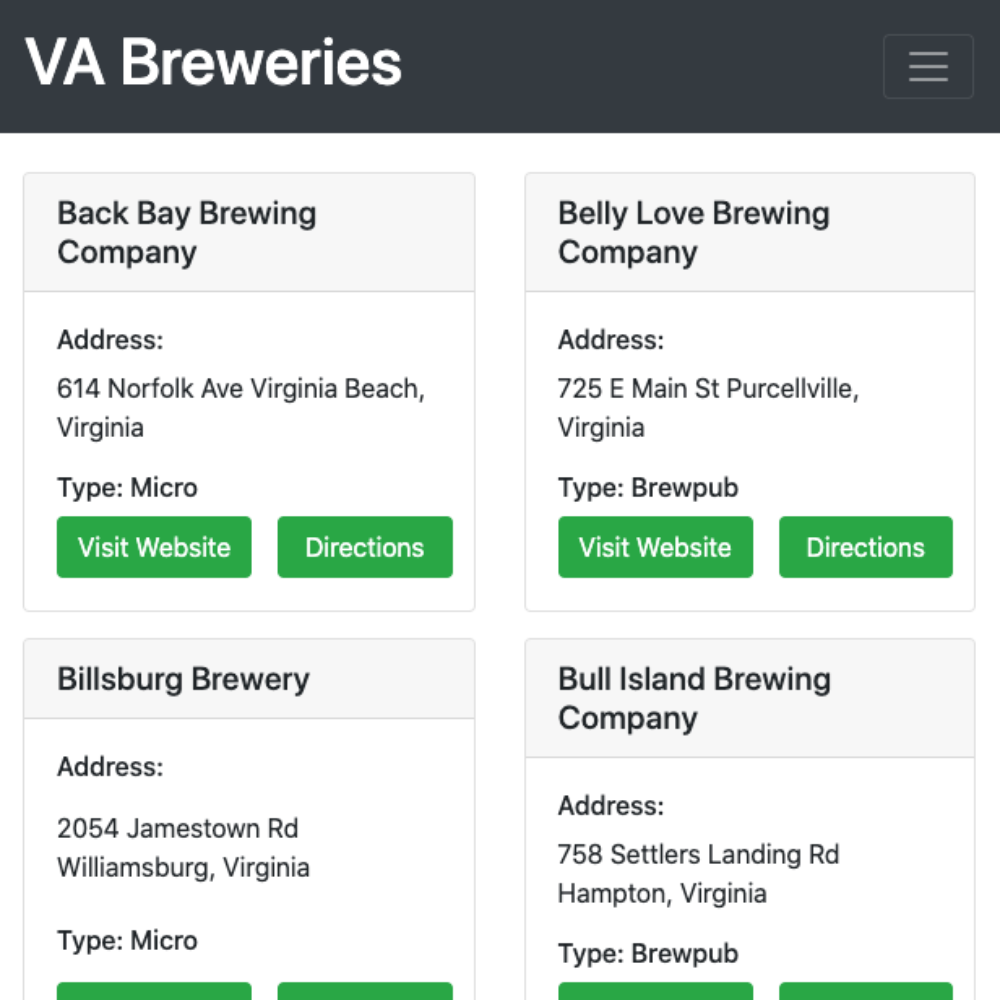 VA Breweries
Back Bay Brewing
Company
Address:
614 Norfolk Ave Virginia Beach,
Virginia
Type: Micro
Visit Website
Directions
Belly Love Brewing
Company
Address:
725 E Main St Purcellville,
Virginia
Type: Brewpub
Visit Website
Directions
Billsburg Brewery
Address:
2054 Jamestown Rd
Williamsburg, Virginia
Type: Micro
Bull Island Brewing
Company
Address:
758 Settlers Landing Rd
Hampton, Virginia
Type: Brewpub